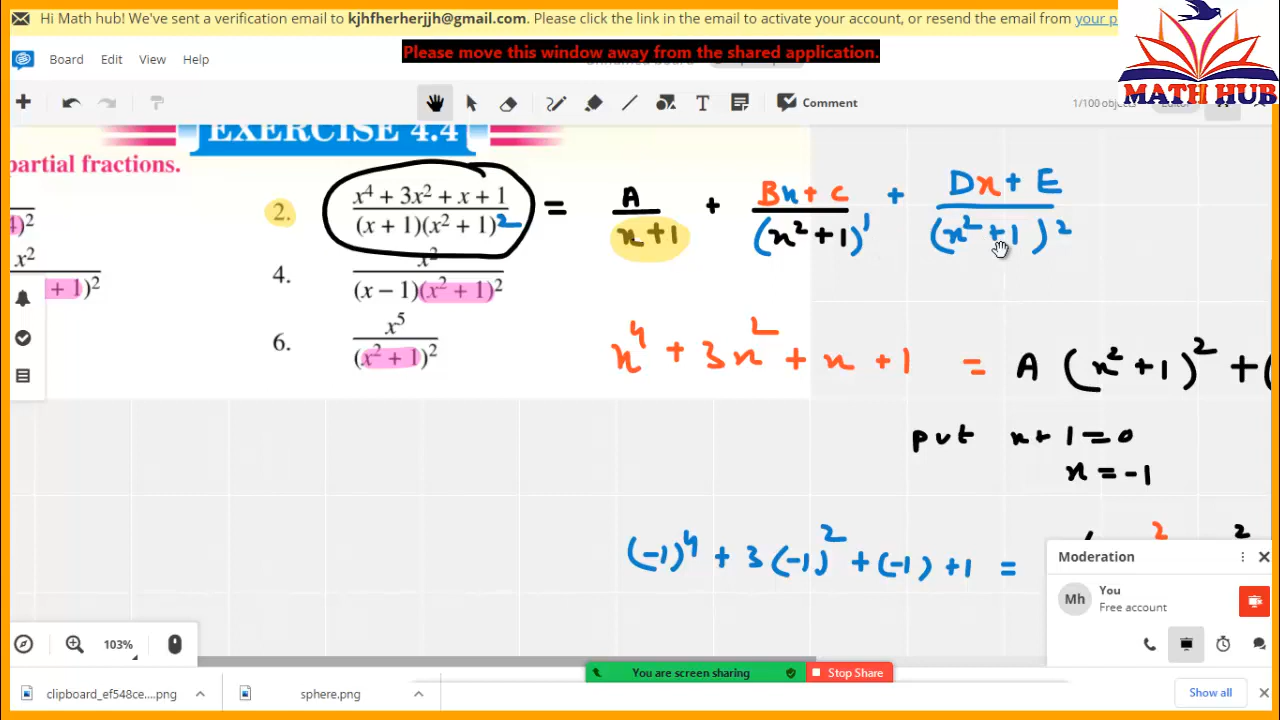 Hi Math hub! We've sent a verification email to kjhfherherjjh@gmail.com. Please click the link in the email to activate your account, or resend the email from your p
Board Edit View Help
Please move this window away from the shared application.
MATH HUB
Comment
1/100 objects
EXERCISE 4.4
partial fractions.
2. x⁴ + 3x² + x + 1 / (x + 1)(x² + 1)² = A / x+1 + Bx + C / (x² + 1)¹ + Dx + E / (x² + 1)²
)²
x²
+ 1)²
4. x² / (x − 1)(x² + 1)²
6. x⁵ / (x² + 1)²
x⁴ + 3x² + x + 1 = A (x² + 1)² + (
put x + 1 = 0
x = -1
(-1)⁴ + 3(-1)² + (-1) + 1 =
Moderation
Mh
You
Free account
103%
You are screen sharing
Stop Share
clipboard_ef548ce....png
sphere.png
Show all